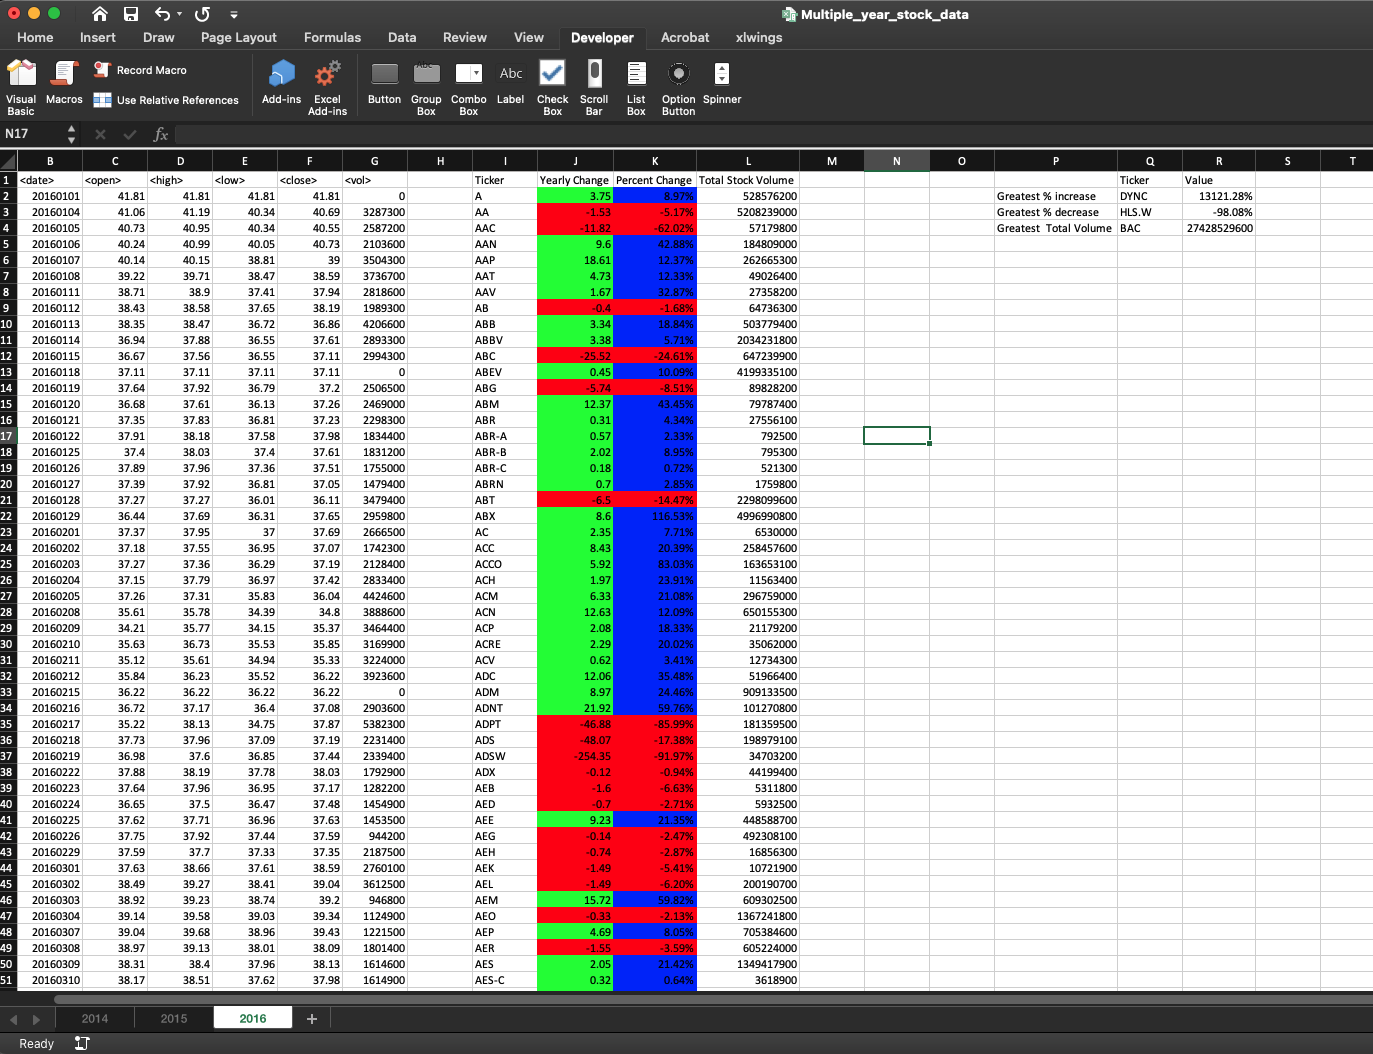 Multiple_year_stock_data
Home Insert Draw Page Layout Formulas Data Review View Developer Acrobat xlwings
Visual Basic Macros Record Macro Use Relative References Add-ins Excel Add-ins Button Group Box Combo Box Label Check Box Scroll Bar List Box Option Button Spinner
Abc Abc
N17 fx
B C D E F G H I J K L M N O P Q R S T
1 <date> <open> <high> <low> <close> <vol> Ticker Yearly Change Percent Change Total Stock Volume Ticker Value
2 20160101 41.81 41.81 41.81 41.81 0 A 3.75 8.97% 528576200 Greatest % increase DYNC 13121.28%
3 20160104 41.06 41.19 40.34 40.69 3287300 AA -1.53 -5.17% 5208239000 Greatest % decrease HLS.W -98.08%
4 20160105 40.73 40.95 40.34 40.55 2587200 AAC -11.82 -62.02% 57179800 Greatest Total Volume BAC 27428529600
5 20160106 40.24 40.99 40.05 40.73 2103600 AAN 9.6 42.88% 184809000
6 20160107 40.14 40.15 38.81 39 3504300 AAP 18.61 12.37% 262665300
7 20160108 39.22 39.71 38.47 38.59 3736700 AAT 4.73 12.33% 49026400
8 20160111 38.71 38.9 37.41 37.94 2818600 AAV 1.67 32.87% 27358200
9 20160112 38.43 38.58 37.65 38.19 1989300 AB -0.4 -1.68% 64736300
10 20160113 38.35 38.47 36.72 36.86 4206600 ABB 3.34 18.84% 503779400
11 20160114 36.94 37.88 36.55 37.61 2893300 ABBV 3.38 5.71% 2034231800
12 20160115 36.67 37.56 36.55 37.11 2994300 ABC -25.52 -24.61% 647239900
13 20160118 37.11 37.11 37.11 37.11 0 ABEV 0.45 10.09% 4199335100
14 20160119 37.64 37.92 36.79 37.2 2506500 ABG -5.74 -8.51% 89828200
15 20160120 36.68 37.61 36.13 37.26 2469000 ABM 12.37 43.45% 79787400
16 20160121 37.35 37.83 36.81 37.23 2298300 ABR 0.31 4.34% 27556100
17 20160122 37.91 38.18 37.58 37.98 1834400 ABR-A 0.57 2.33% 792500
18 20160125 37.4 38.03 37.4 37.61 1831200 ABR-B 2.02 8.95% 795300
19 20160126 37.89 37.96 37.36 37.51 1755000 ABR-C 0.18 0.72% 521300
20 20160127 37.39 37.92 36.81 37.05 1479400 ABRN 0.7 2.85% 1759800
21 20160128 37.27 37.27 36.01 36.11 3479400 ABT -6.5 -14.47% 2298099600
22 20160129 36.44 37.69 36.31 37.65 2959800 ABX 8.6 116.53% 4996990800
23 20160201 37.37 37.95 37 37.69 2666500 AC 2.35 7.71% 6530000
24 20160202 37.18 37.55 36.95 37.07 1742300 ACC 8.43 20.39% 258457600
25 20160203 37.27 37.36 36.29 37.19 2128400 ACCO 5.92 83.03% 163653100
26 20160204 37.15 37.79 36.97 37.42 2833400 ACH 1.97 23.91% 11563400
27 20160205 37.26 37.31 35.83 36.04 4424600 ACM 6.33 21.08% 296759000
28 20160208 35.61 35.78 34.39 34.8 3888600 ACN 12.63 12.09% 650155300
29 20160209 34.21 35.77 34.15 35.37 3464400 ACP 2.08 18.33% 21179200
30 20160210 35.63 36.73 35.53 35.85 3169900 ACRE 2.29 20.02% 35062000
31 20160211 35.12 35.61 34.94 35.33 3224000 ACV 0.62 3.41% 12734300
32 20160212 35.84 36.23 35.52 36.22 3923600 ADC 12.06 35.48% 51966400
33 20160215 36.22 36.22 36.22 36.22 0 ADM 8.97 24.46% 909133500
34 20160216 36.72 37.17 36.4 37.08 2903600 ADNT 21.92 59.76% 101270800
35 20160217 35.22 38.13 34.75 37.87 5382300 ADPT -46.88 -85.99% 181359500
36 20160218 37.73 37.96 37.09 37.19 2231400 ADS -48.07 -17.38% 198979100
37 20160219 36.98 37.6 36.85 37.44 2339400 ADSW -254.35 -91.97% 34703200
38 20160222 37.88 38.19 37.78 38.03 1792900 ADX -0.12 -0.94% 44199400
39 20160223 37.64 37.96 36.95 37.17 1282200 AEB -1.6 -6.63% 5311800
40 20160224 36.65 37.5 36.47 37.48 1454900 AED -0.7 -2.71% 5932500
41 20160225 37.62 37.71 36.96 37.63 1453500 AEE 9.23 21.35% 448588700
42 20160226 37.75 37.92 37.44 37.59 944200 AEG -0.14 -2.47% 492308100
43 20160229 37.59 37.7 37.33 37.35 2187500 AEH -0.74 -2.87% 16856300
44 20160301 37.63 38.66 37.61 38.59 2760100 AEK -1.49 -5.41% 10721900
45 20160302 38.49 39.27 38.41 39.04 3612500 AEL -1.49 -6.20% 200190700
46 20160303 38.92 39.23 38.74 39.2 946800 AEM 15.72 59.82% 609302500
47 20160304 39.14 39.58 39.03 39.34 1124900 AEO -0.33 -2.13% 1367241800
48 20160307 39.04 39.68 38.96 39.43 1221500 AEP 4.69 8.05% 705384600
49 20160308 38.97 39.13 38.01 38.09 1801400 AER -1.55 -3.59% 605224000
50 20160309 38.31 38.4 37.96 38.13 1614600 AES 2.05 21.42% 1349417900
51 20160310 38.17 38.51 37.62 37.98 1614900 AES-C 0.32 0.64% 3618900
2014 2015 2016 +
Ready